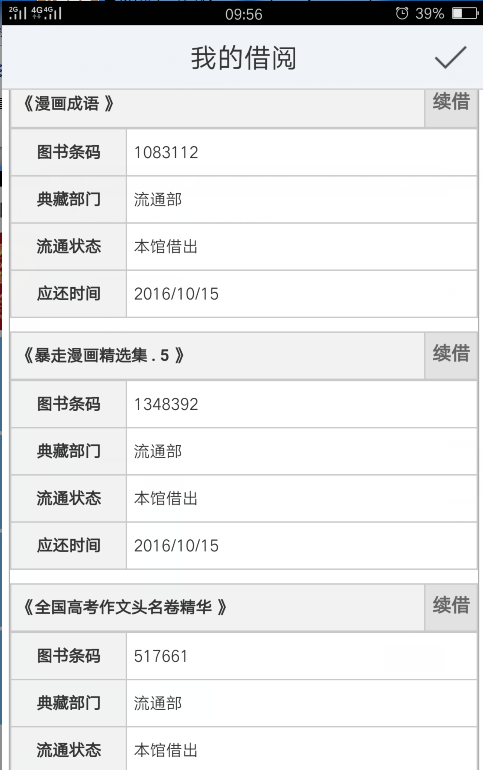 2G 4G 4G 09:56 39%
我的借阅
《漫画成语 》 续借
图书条码 1083112
典藏部门 流通部
流通状态 本馆借出
应还时间 2016/10/15
《暴走漫画精选集 . 5 》 续借
图书条码 1348392
典藏部门 流通部
流通状态 本馆借出
应还时间 2016/10/15
《全国高考作文头名卷精华 》 续借
图书条码 517661
典藏部门 流通部
流通状态 本馆借出